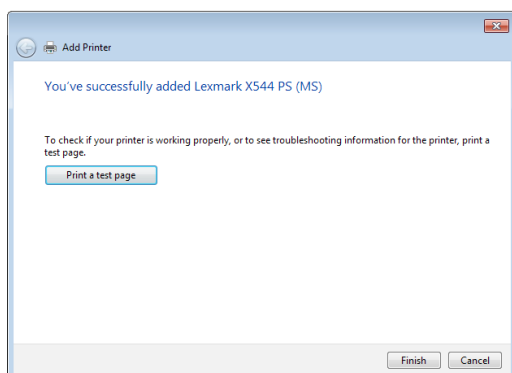 Add Printer
You've successfully added Lexmark X544 PS (MS)
To check if your printer is working properly, or to see troubleshooting information for the printer, print a
test page.
Print a test page
Finish Cancel